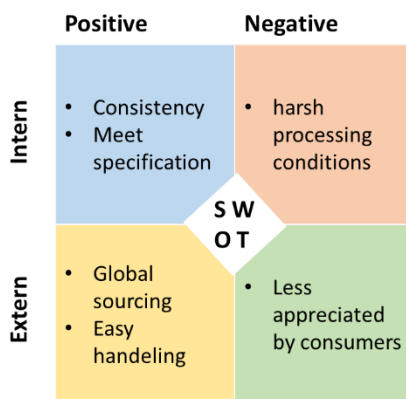 Positive
Negative
Intern
• Consistency
• Meet
specification
• harsh
processing
conditions
S W
O T
Extern
• Global
sourcing
• Easy
handeling
• Less
appreciated
by consumers